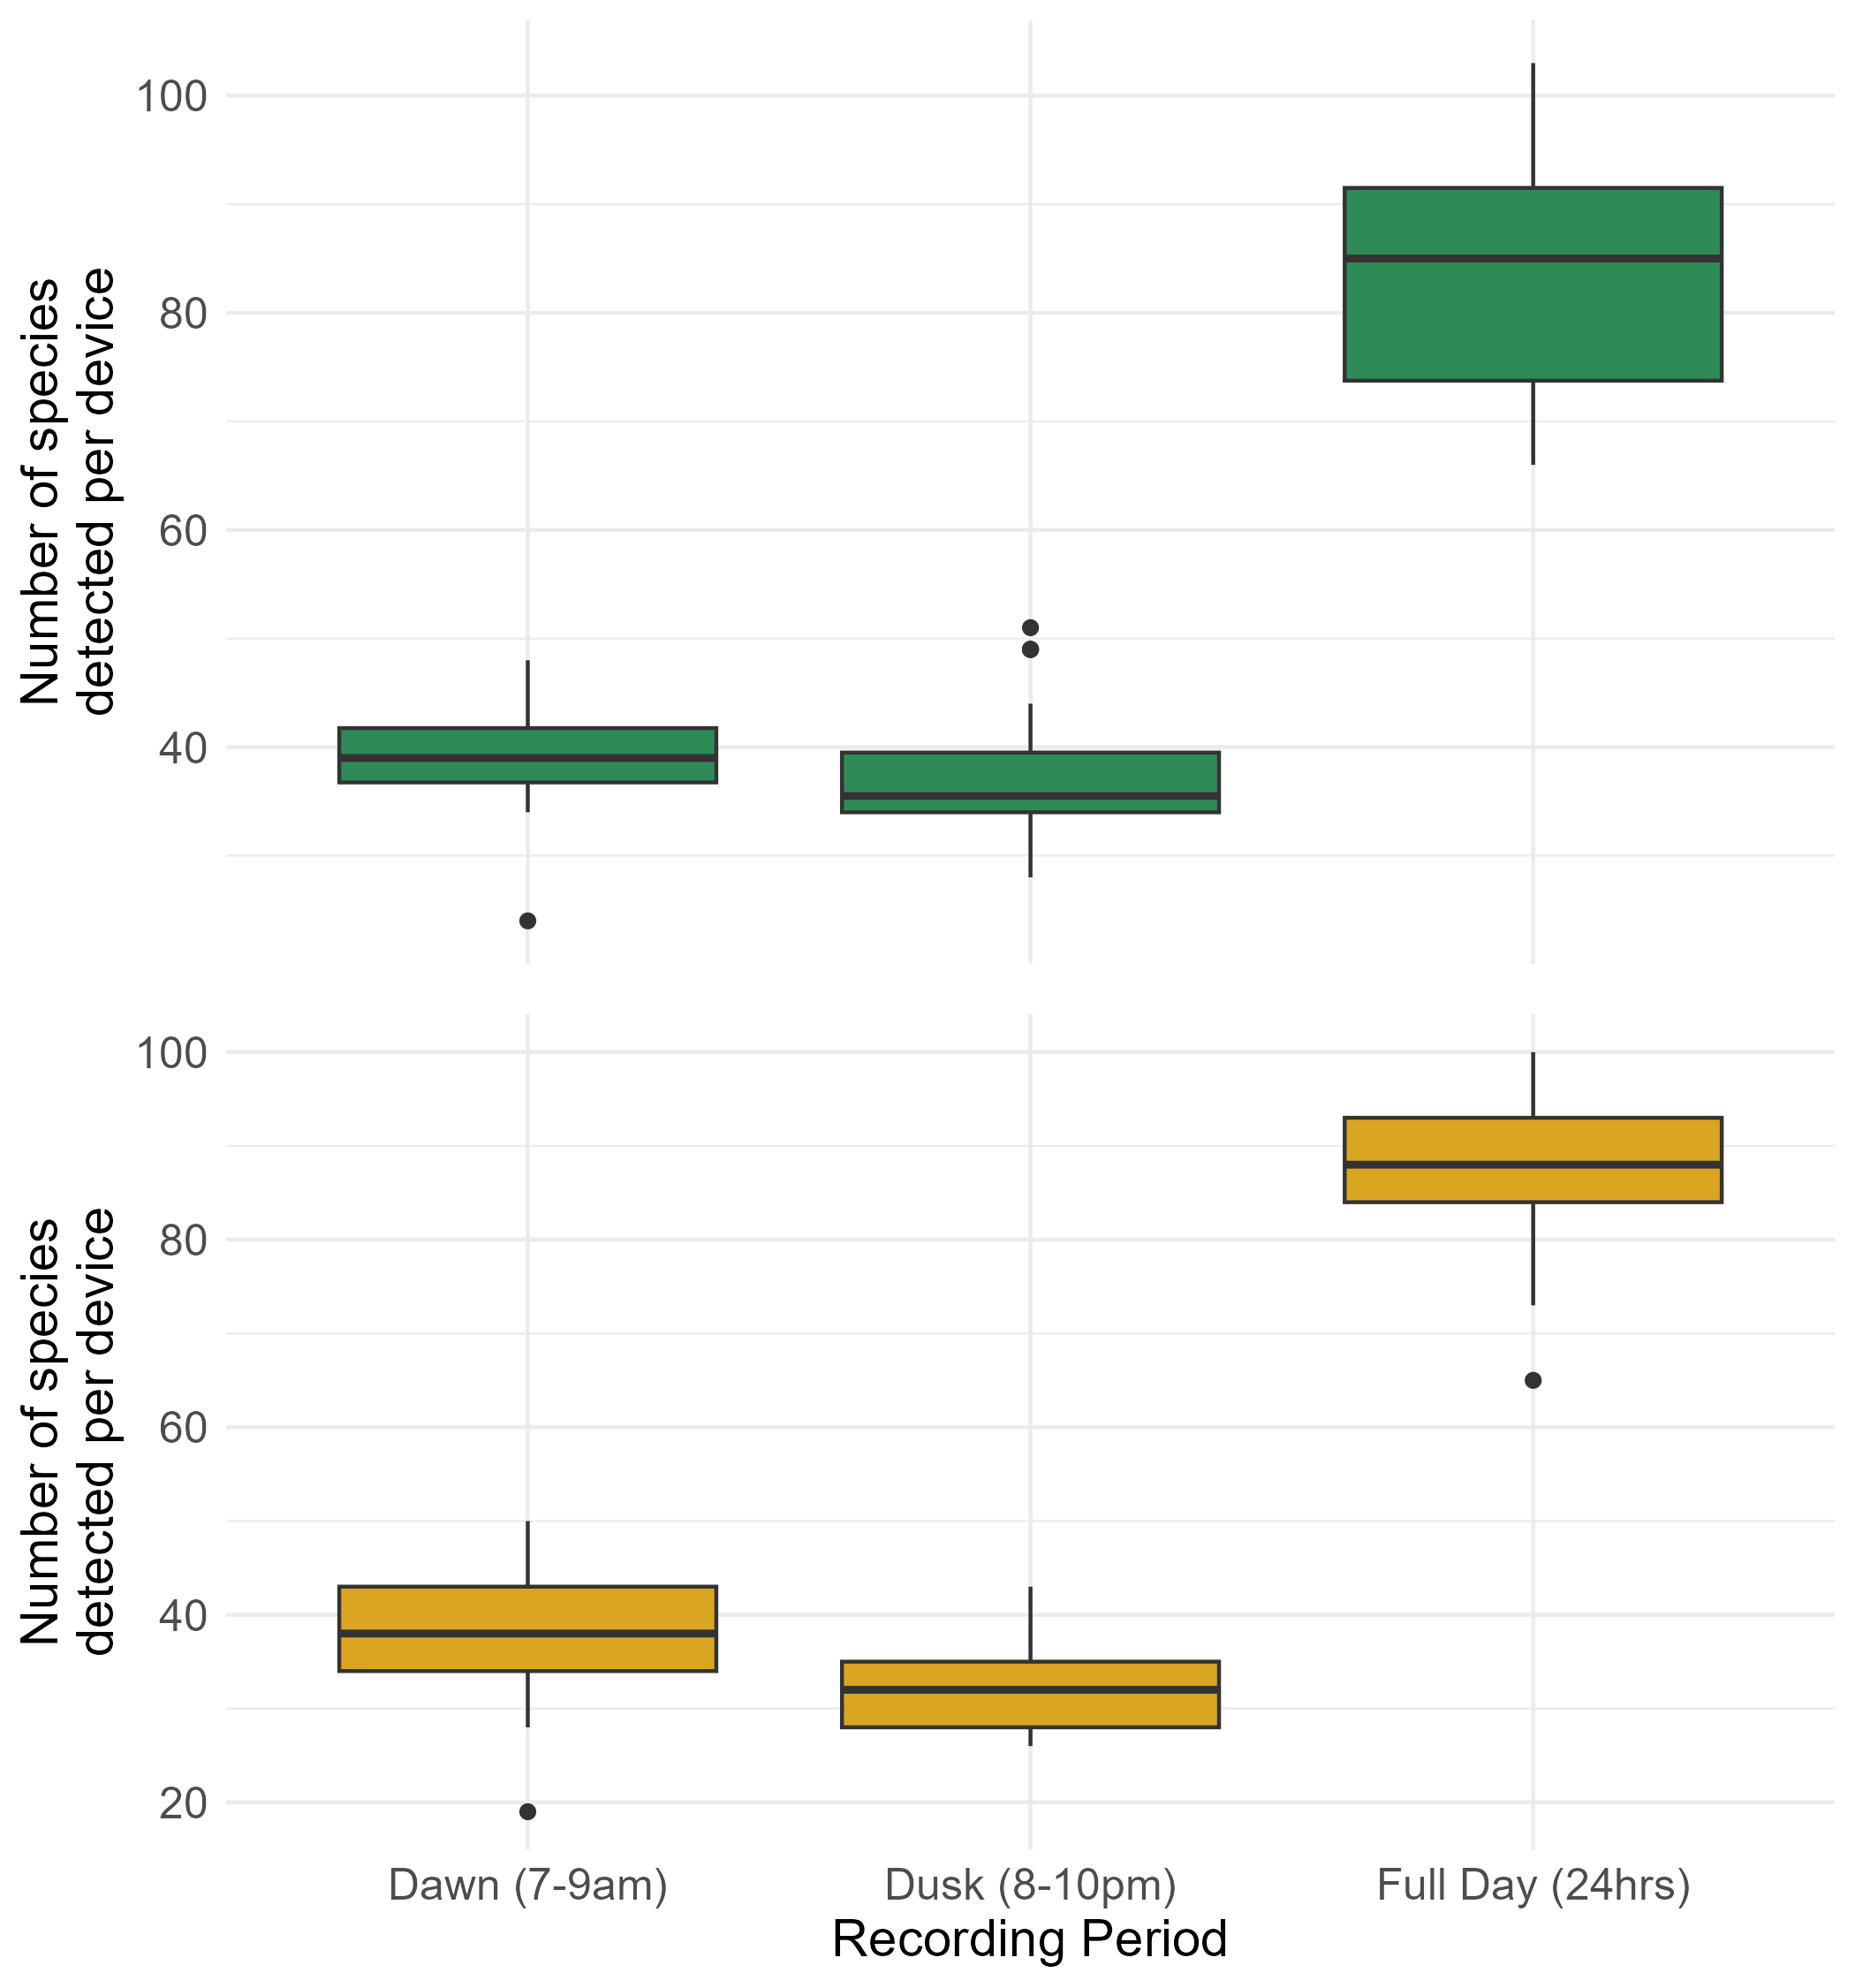 Number of species
detected per device
100
80
60
40
Number of species
detected per device
100
80
60
40
20
Dawn (7-9am)
Dusk (8-10pm)
Full Day (24hrs)
Recording Period